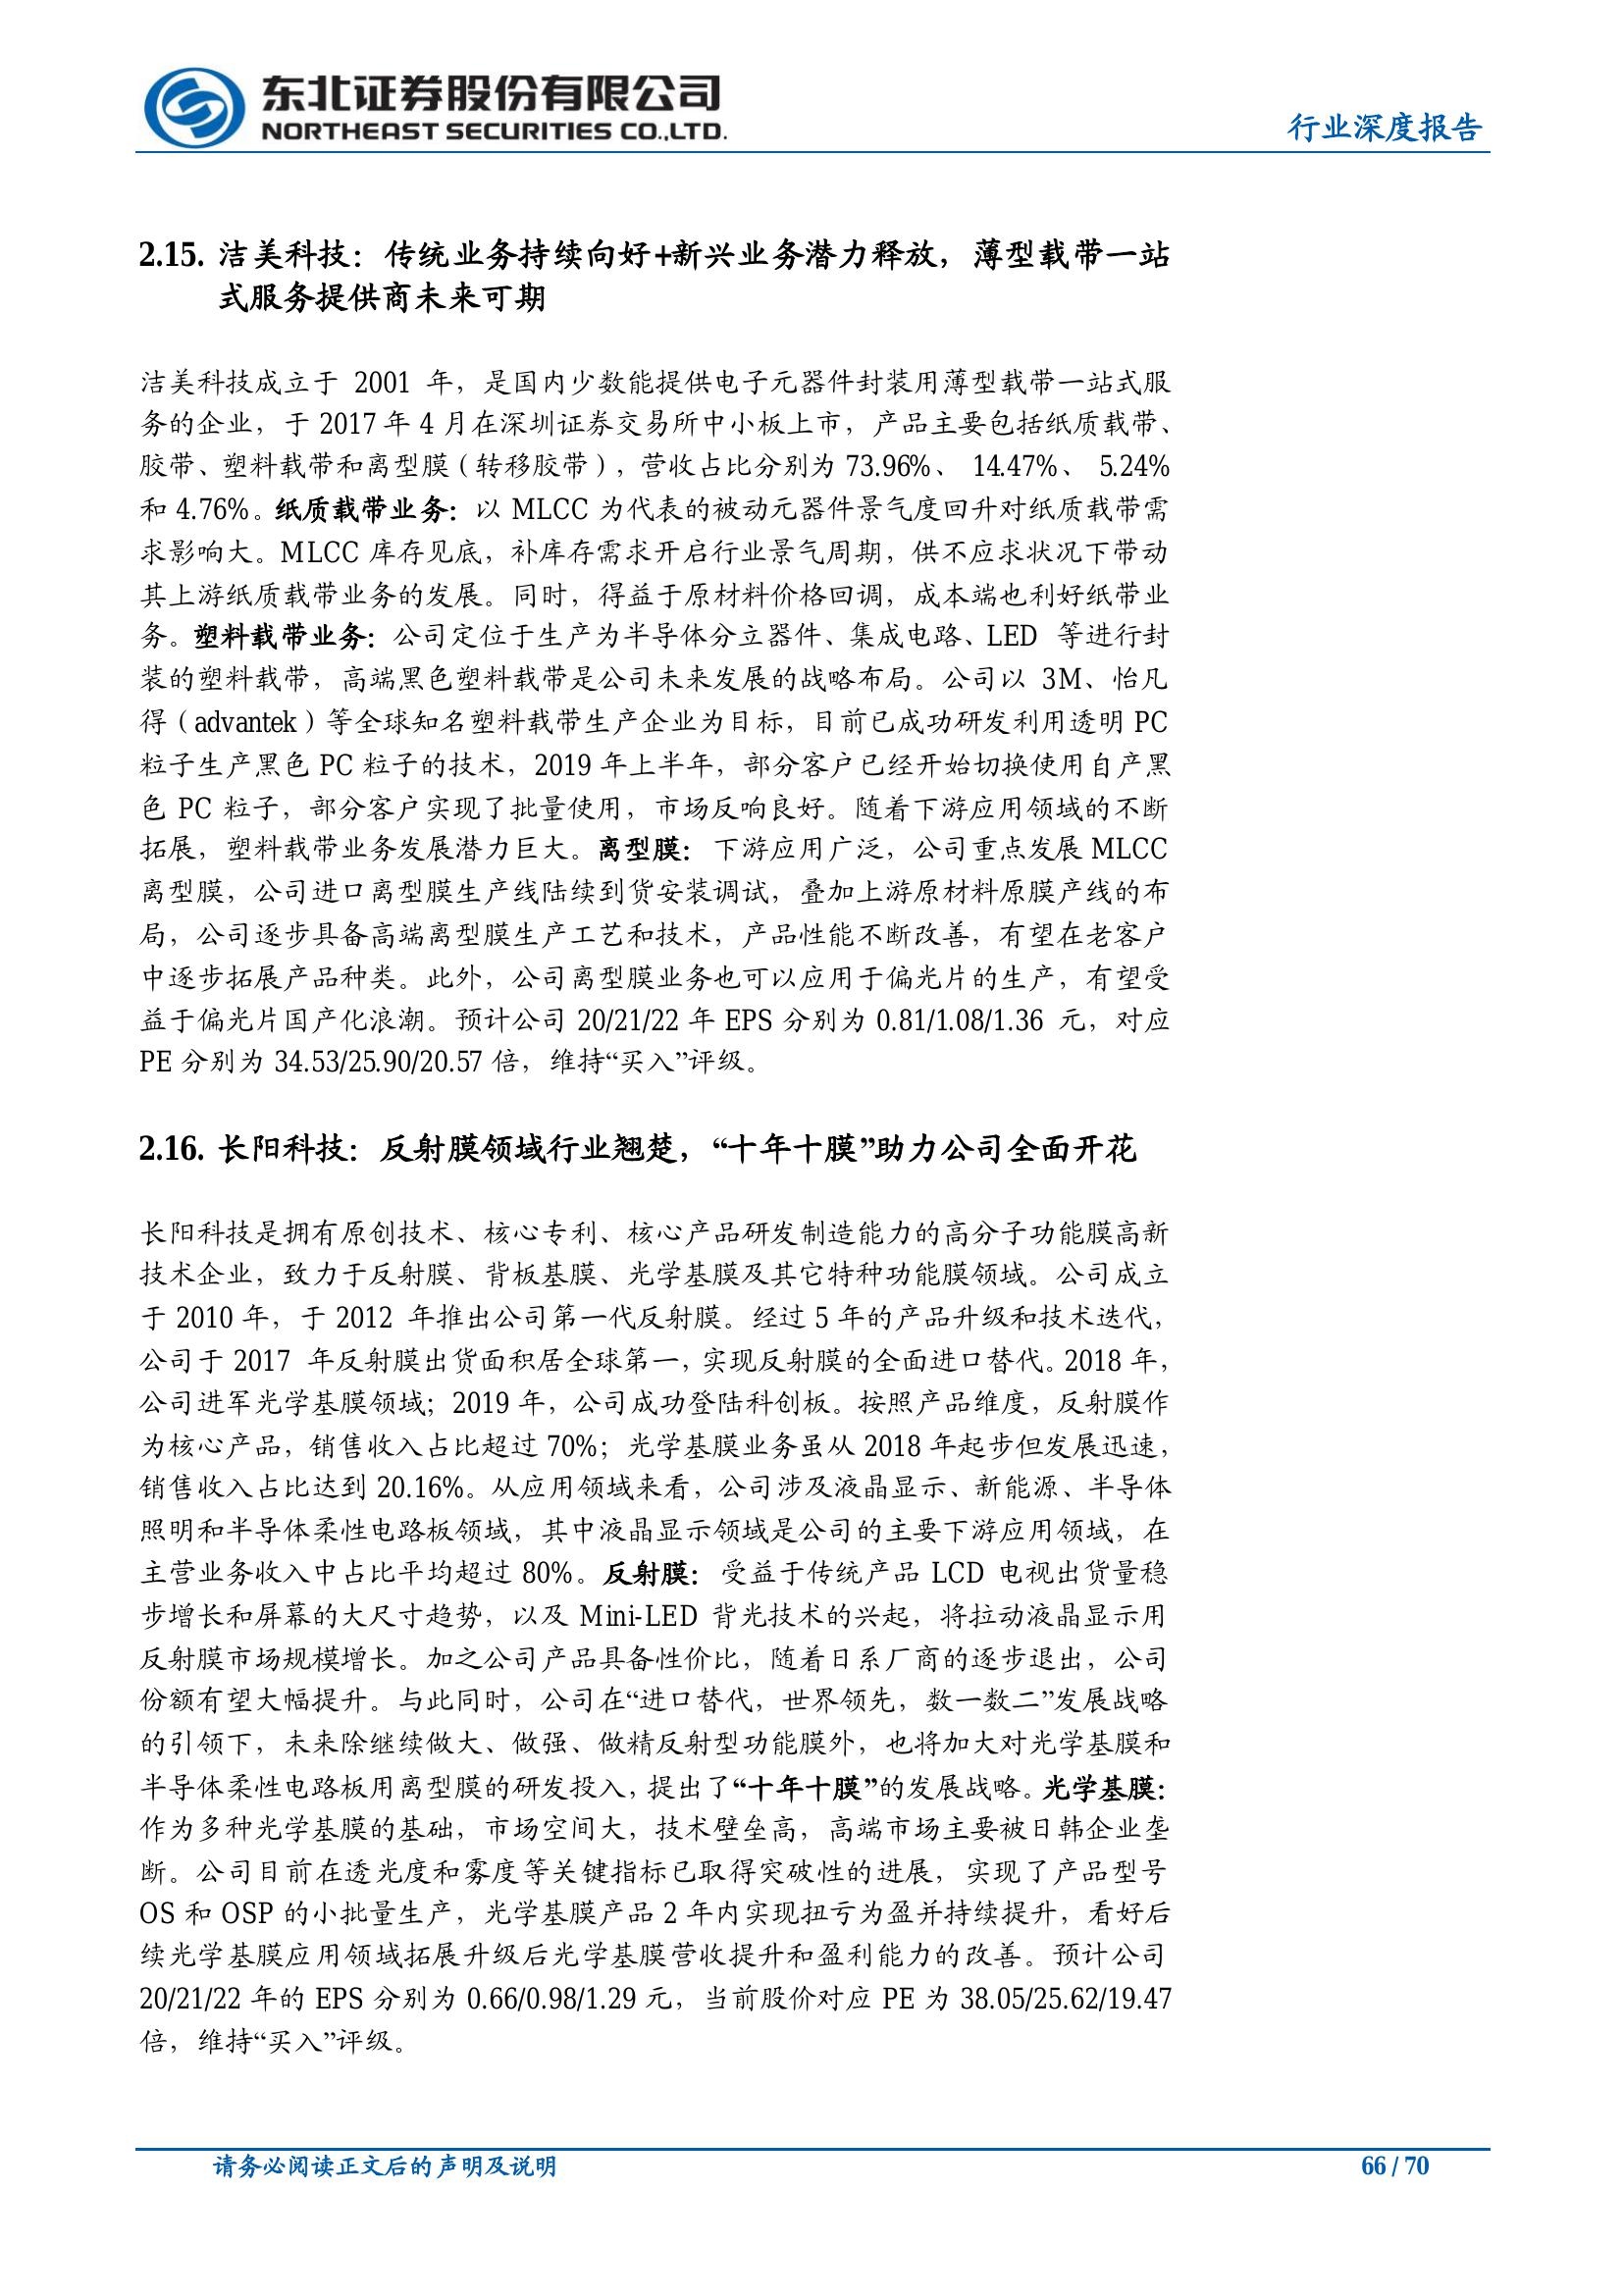 东北证券股份有限公司
NORTHEAST SECURITIES CO.,LTD.
行业深度报告
2.15. 洁美科技：传统业务持续向好+新兴业务潜力释放，薄型载带一站
式服务提供商未来可期
洁美科技成立于 2001 年，是国内少数能提供电子元器件封装用薄型载带一站式服
务的企业，于 2017 年 4 月在深圳证券交易所中小板上市，产品主要包括纸质载带、
胶带、塑料载带和离型膜（转移胶带），营收占比分别为 73.96%、 14.47%、 5.24%
和 4.76%。纸质载带业务：以 MLCC 为代表的被动元器件景气度回升对纸质载带需
求影响大。MLCC 库存见底，补库存需求开启行业景气周期，供不应求状况下带动
其上游纸质载带业务的发展。同时，得益于原材料价格回调，成本端也利好纸带业
务。塑料载带业务：公司定位于生产为半导体分立器件、集成电路、LED 等进行封
装的塑料载带，高端黑色塑料载带是公司未来发展的战略布局。公司以 3M、怡凡
得（advantek）等全球知名塑料载带生产企业为目标，目前已成功研发利用透明 PC
粒子生产黑色 PC 粒子的技术，2019 年上半年，部分客户已经开始切换使用自产黑
色 PC 粒子，部分客户实现了批量使用，市场反响良好。随着下游应用领域的不断
拓展，塑料载带业务发展潜力巨大。离型膜：下游应用广泛，公司重点发展 MLCC
离型膜，公司进口离型膜生产线陆续到货安装调试，叠加上游原材料原膜产线的布
局，公司逐步具备高端离型膜生产工艺和技术，产品性能不断改善，有望在老客户
中逐步拓展产品种类。此外，公司离型膜业务也可以应用于偏光片的生产，有望受
益于偏光片国产化浪潮。预计公司 20/21/22 年 EPS 分别为 0.81/1.08/1.36 元，对应
PE 分别为 34.53/25.90/20.57 倍，维持“买入”评级。
2.16. 长阳科技：反射膜领域行业翘楚，“十年十膜”助力公司全面开花
长阳科技是拥有原创技术、核心专利、核心产品研发制造能力的高分子功能膜高新
技术企业，致力于反射膜、背板基膜、光学基膜及其它特种功能膜领域。公司成立
于 2010 年，于 2012 年推出公司第一代反射膜。经过 5 年的产品升级和技术迭代，
公司于 2017 年反射膜出货面积居全球第一，实现反射膜的全面进口替代。2018 年，
公司进军光学基膜领域；2019 年，公司成功登陆科创板。按照产品维度，反射膜作
为核心产品，销售收入占比超过 70%；光学基膜业务虽从 2018 年起步但发展迅速，
销售收入占比达到 20.16%。从应用领域来看，公司涉及液晶显示、新能源、半导体
照明和半导体柔性电路板领域，其中液晶显示领域是公司的主要下游应用领域，在
主营业务收入中占比平均超过 80%。反射膜：受益于传统产品 LCD 电视出货量稳
步增长和屏幕的大尺寸趋势，以及 Mini-LED 背光技术的兴起，将拉动液晶显示用
反射膜市场规模增长。加之公司产品具备性价比，随着日系厂商的逐步退出，公司
份额有望大幅提升。与此同时，公司在“进口替代，世界领先，数一数二”发展战略
的引领下，未来除继续做大、做强、做精反射型功能膜外，也将加大对光学基膜和
半导体柔性电路板用离型膜的研发投入，提出了“十年十膜”的发展战略。光学基膜：
作为多种光学基膜的基础，市场空间大，技术壁垒高，高端市场主要被日韩企业垄
断。公司目前在透光度和雾度等关键指标已取得突破性的进展，实现了产品型号
OS 和 OSP 的小批量生产，光学基膜产品 2 年内实现扭亏为盈并持续提升，看好后
续光学基膜应用领域拓展升级后光学基膜营收提升和盈利能力的改善。预计公司
20/21/22 年的 EPS 分别为 0.66/0.98/1.29 元，当前股价对应 PE 为 38.05/25.62/19.47
倍，维持“买入”评级。
请务必阅读正文后的声明及说明
66 / 70